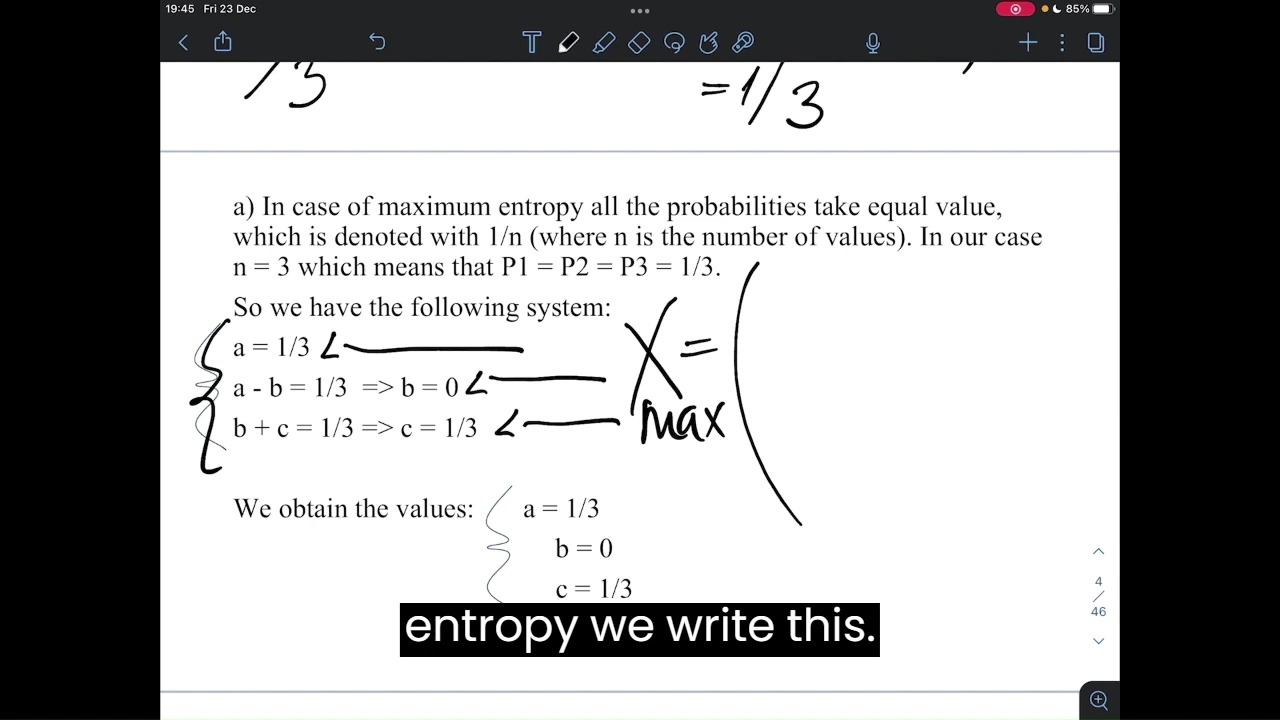 19:45 Fri 23 Dec
85%
T
/3
= 1/3
a) In case of maximum entropy all the probabilities take equal value,
which is denoted with 1/n (where n is the number of values). In our case
n = 3 which means that P1 = P2 = P3 = 1/3.
So we have the following system:
a = 1/3
a - b = 1/3 => b = 0
b + c = 1/3 => c = 1/3
X = (
max
We obtain the values:
a = 1/3
b = 0
c = 1/3
4
/
46
entropy we write this.